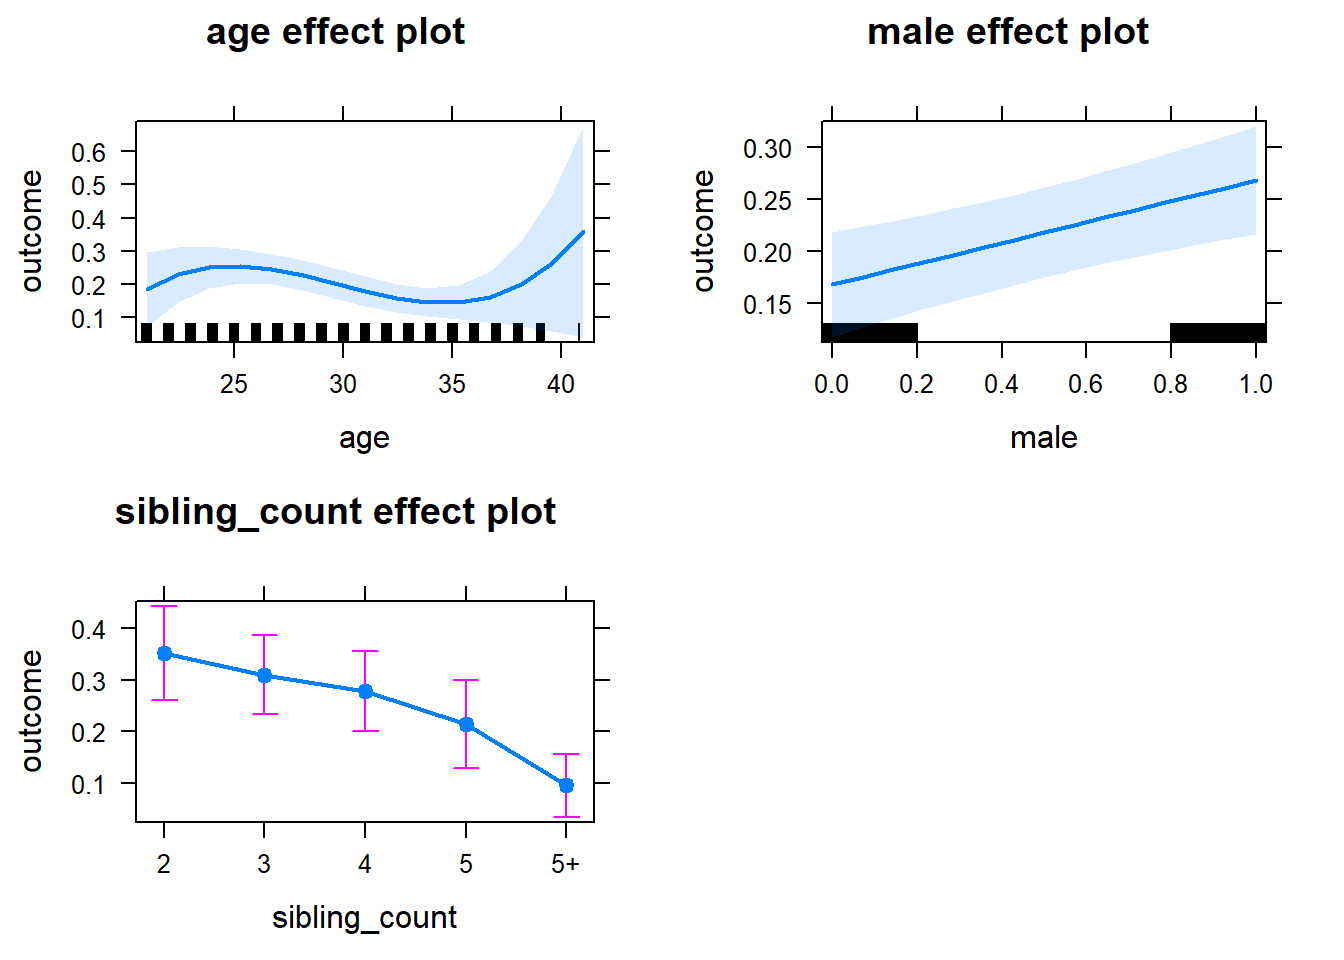 age effect plot
outcome
0.6
0.5
0.4
0.3
0.2
0.1
25 30 35 40
age
male effect plot
outcome
0.30
0.25
0.20
0.15
0.0 0.2 0.4 0.6 0.8 1.0
male
sibling_count effect plot
outcome
0.4
0.3
0.2
0.1
2 3 4 5 5+
sibling_count